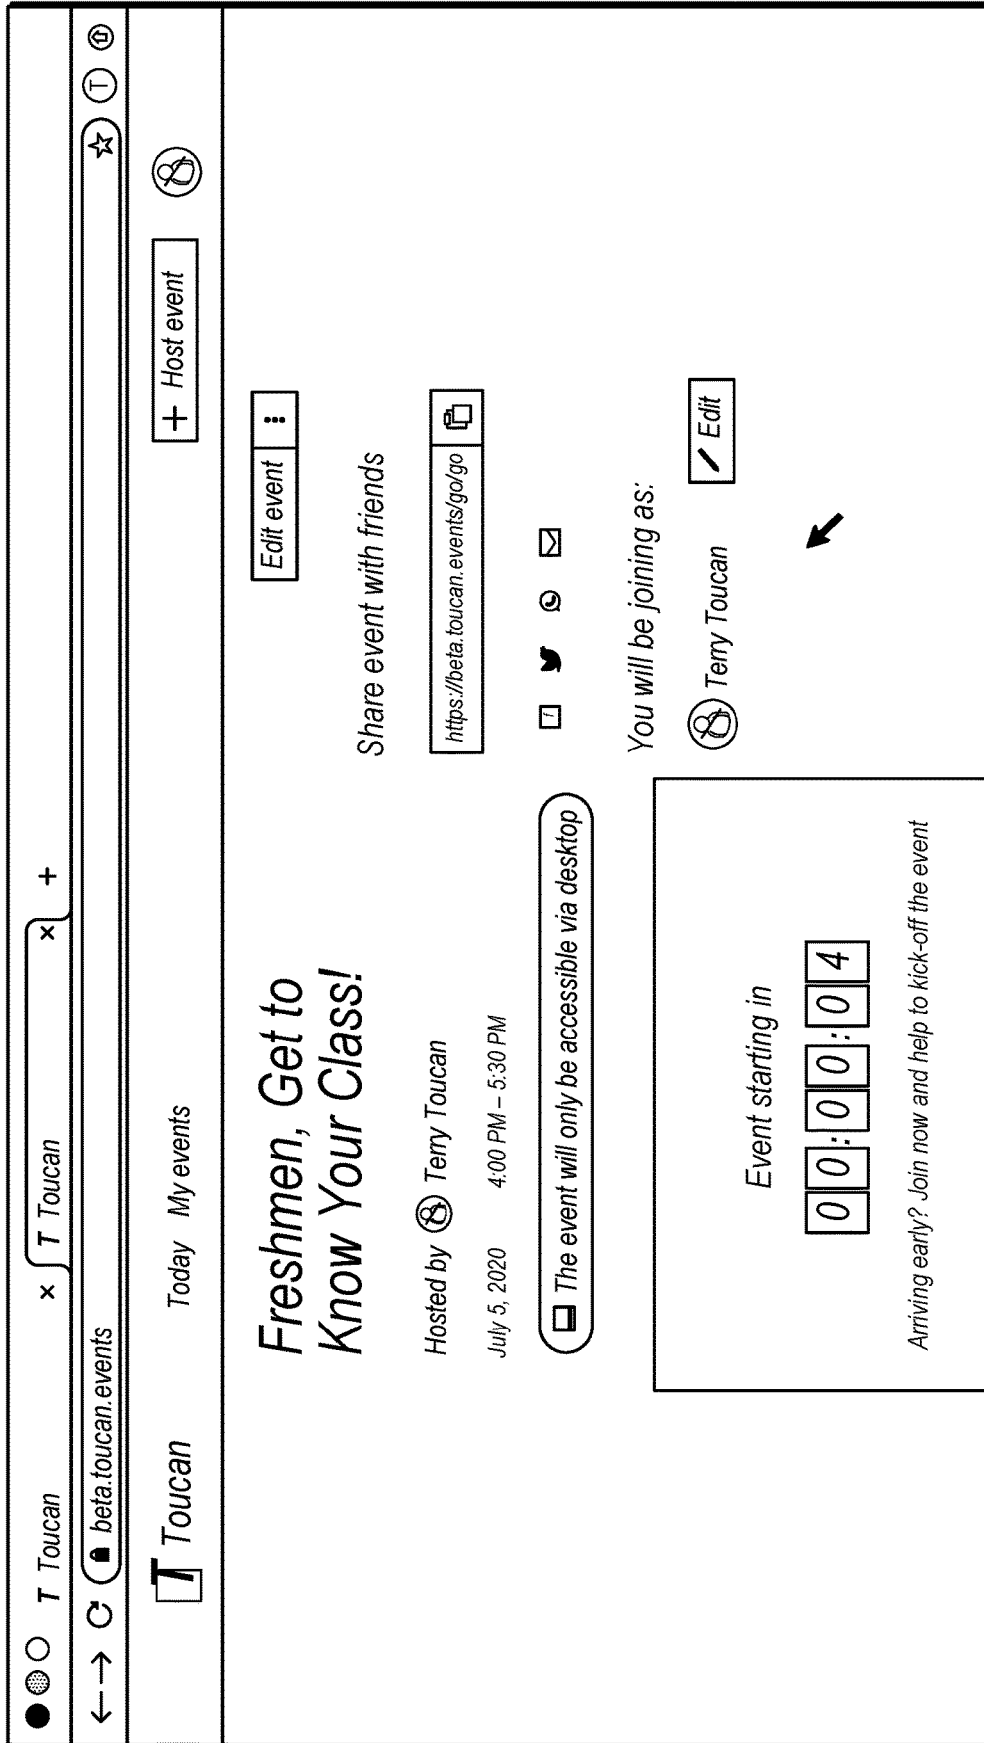 T Toucan
T Toucan
beta.toucan.events
T
T Toucan
Today
My events
+ Host event
Freshmen, Get to
Know Your Class!
Edit event
Hosted by Terry Toucan
July 5, 2020 4:00 PM – 5:30 PM
The event will only be accessible via desktop
Share event with friends
https://beta.toucan.events/go/go
You will be joining as:
Terry Toucan
Edit
Event starting in
00:00:04
Arriving early? Join now and help to kick-off the event